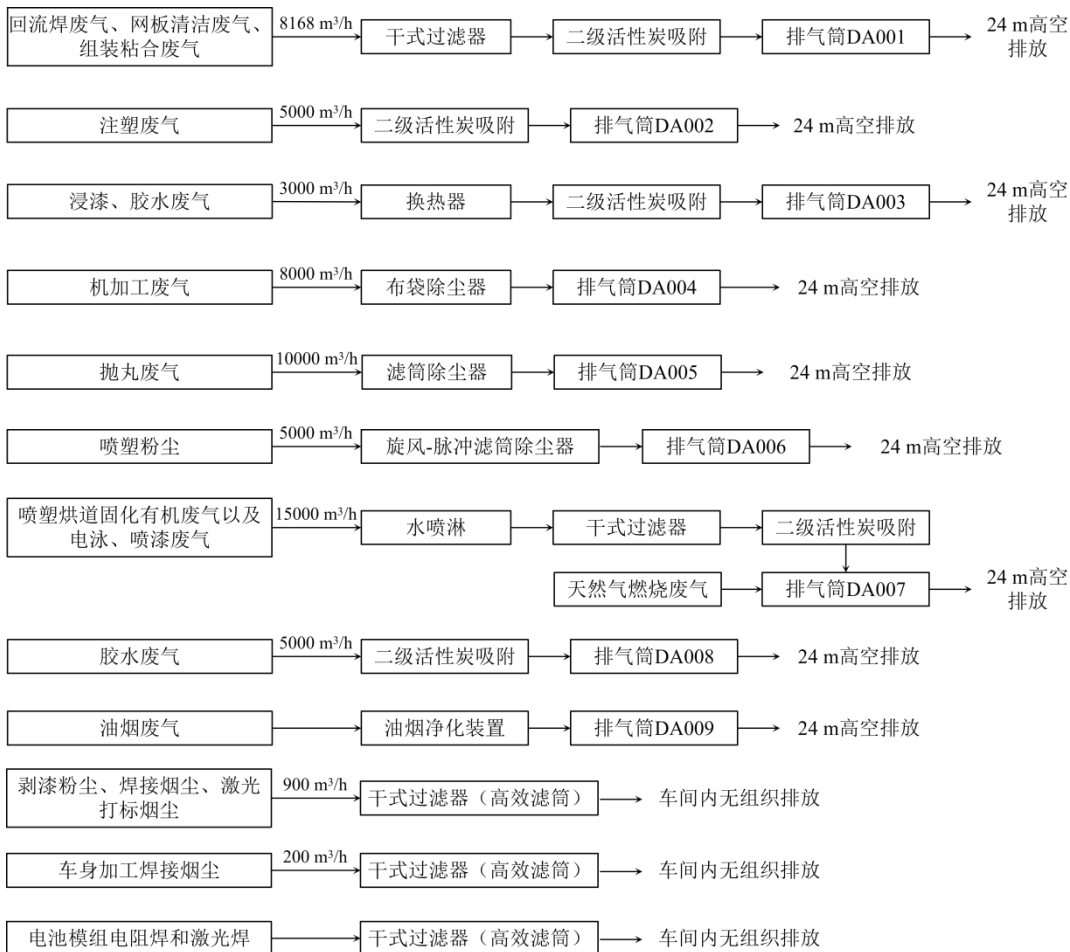 回流焊废气、网板清洁废气、
组装粘合废气
8168 m³/h
干式过滤器
二级活性炭吸附
排气筒DA001
24 m高空
排放
注塑废气
5000 m³/h
二级活性炭吸附
排气筒DA002
24 m高空排放
浸漆、胶水废气
3000 m³/h
换热器
二级活性炭吸附
排气筒DA003
24 m高空
排放
机加工废气
8000 m³/h
布袋除尘器
排气筒DA004
24 m高空排放
抛丸废气
10000 m³/h
滤筒除尘器
排气筒DA005
24 m高空排放
喷塑粉尘
5000 m³/h
旋风-脉冲滤筒除尘器
排气筒DA006
24 m高空排放
喷塑烘道固化有机废气以及
电泳、喷漆废气
15000 m³/h
水喷淋
干式过滤器
二级活性炭吸附
天然气燃烧废气
排气筒DA007
24 m高空
排放
胶水废气
5000 m³/h
二级活性炭吸附
排气筒DA008
24 m高空排放
油烟废气
油烟净化装置
排气筒DA009
24 m高空排放
剥漆粉尘、焊接烟尘、激光
打标烟尘
900 m³/h
干式过滤器（高效滤筒）
车间内无组织排放
车身加工焊接烟尘
200 m³/h
干式过滤器（高效滤筒）
车间内无组织排放
电池模组电阻焊和激光焊
干式过滤器（高效滤筒）
车间内无组织排放